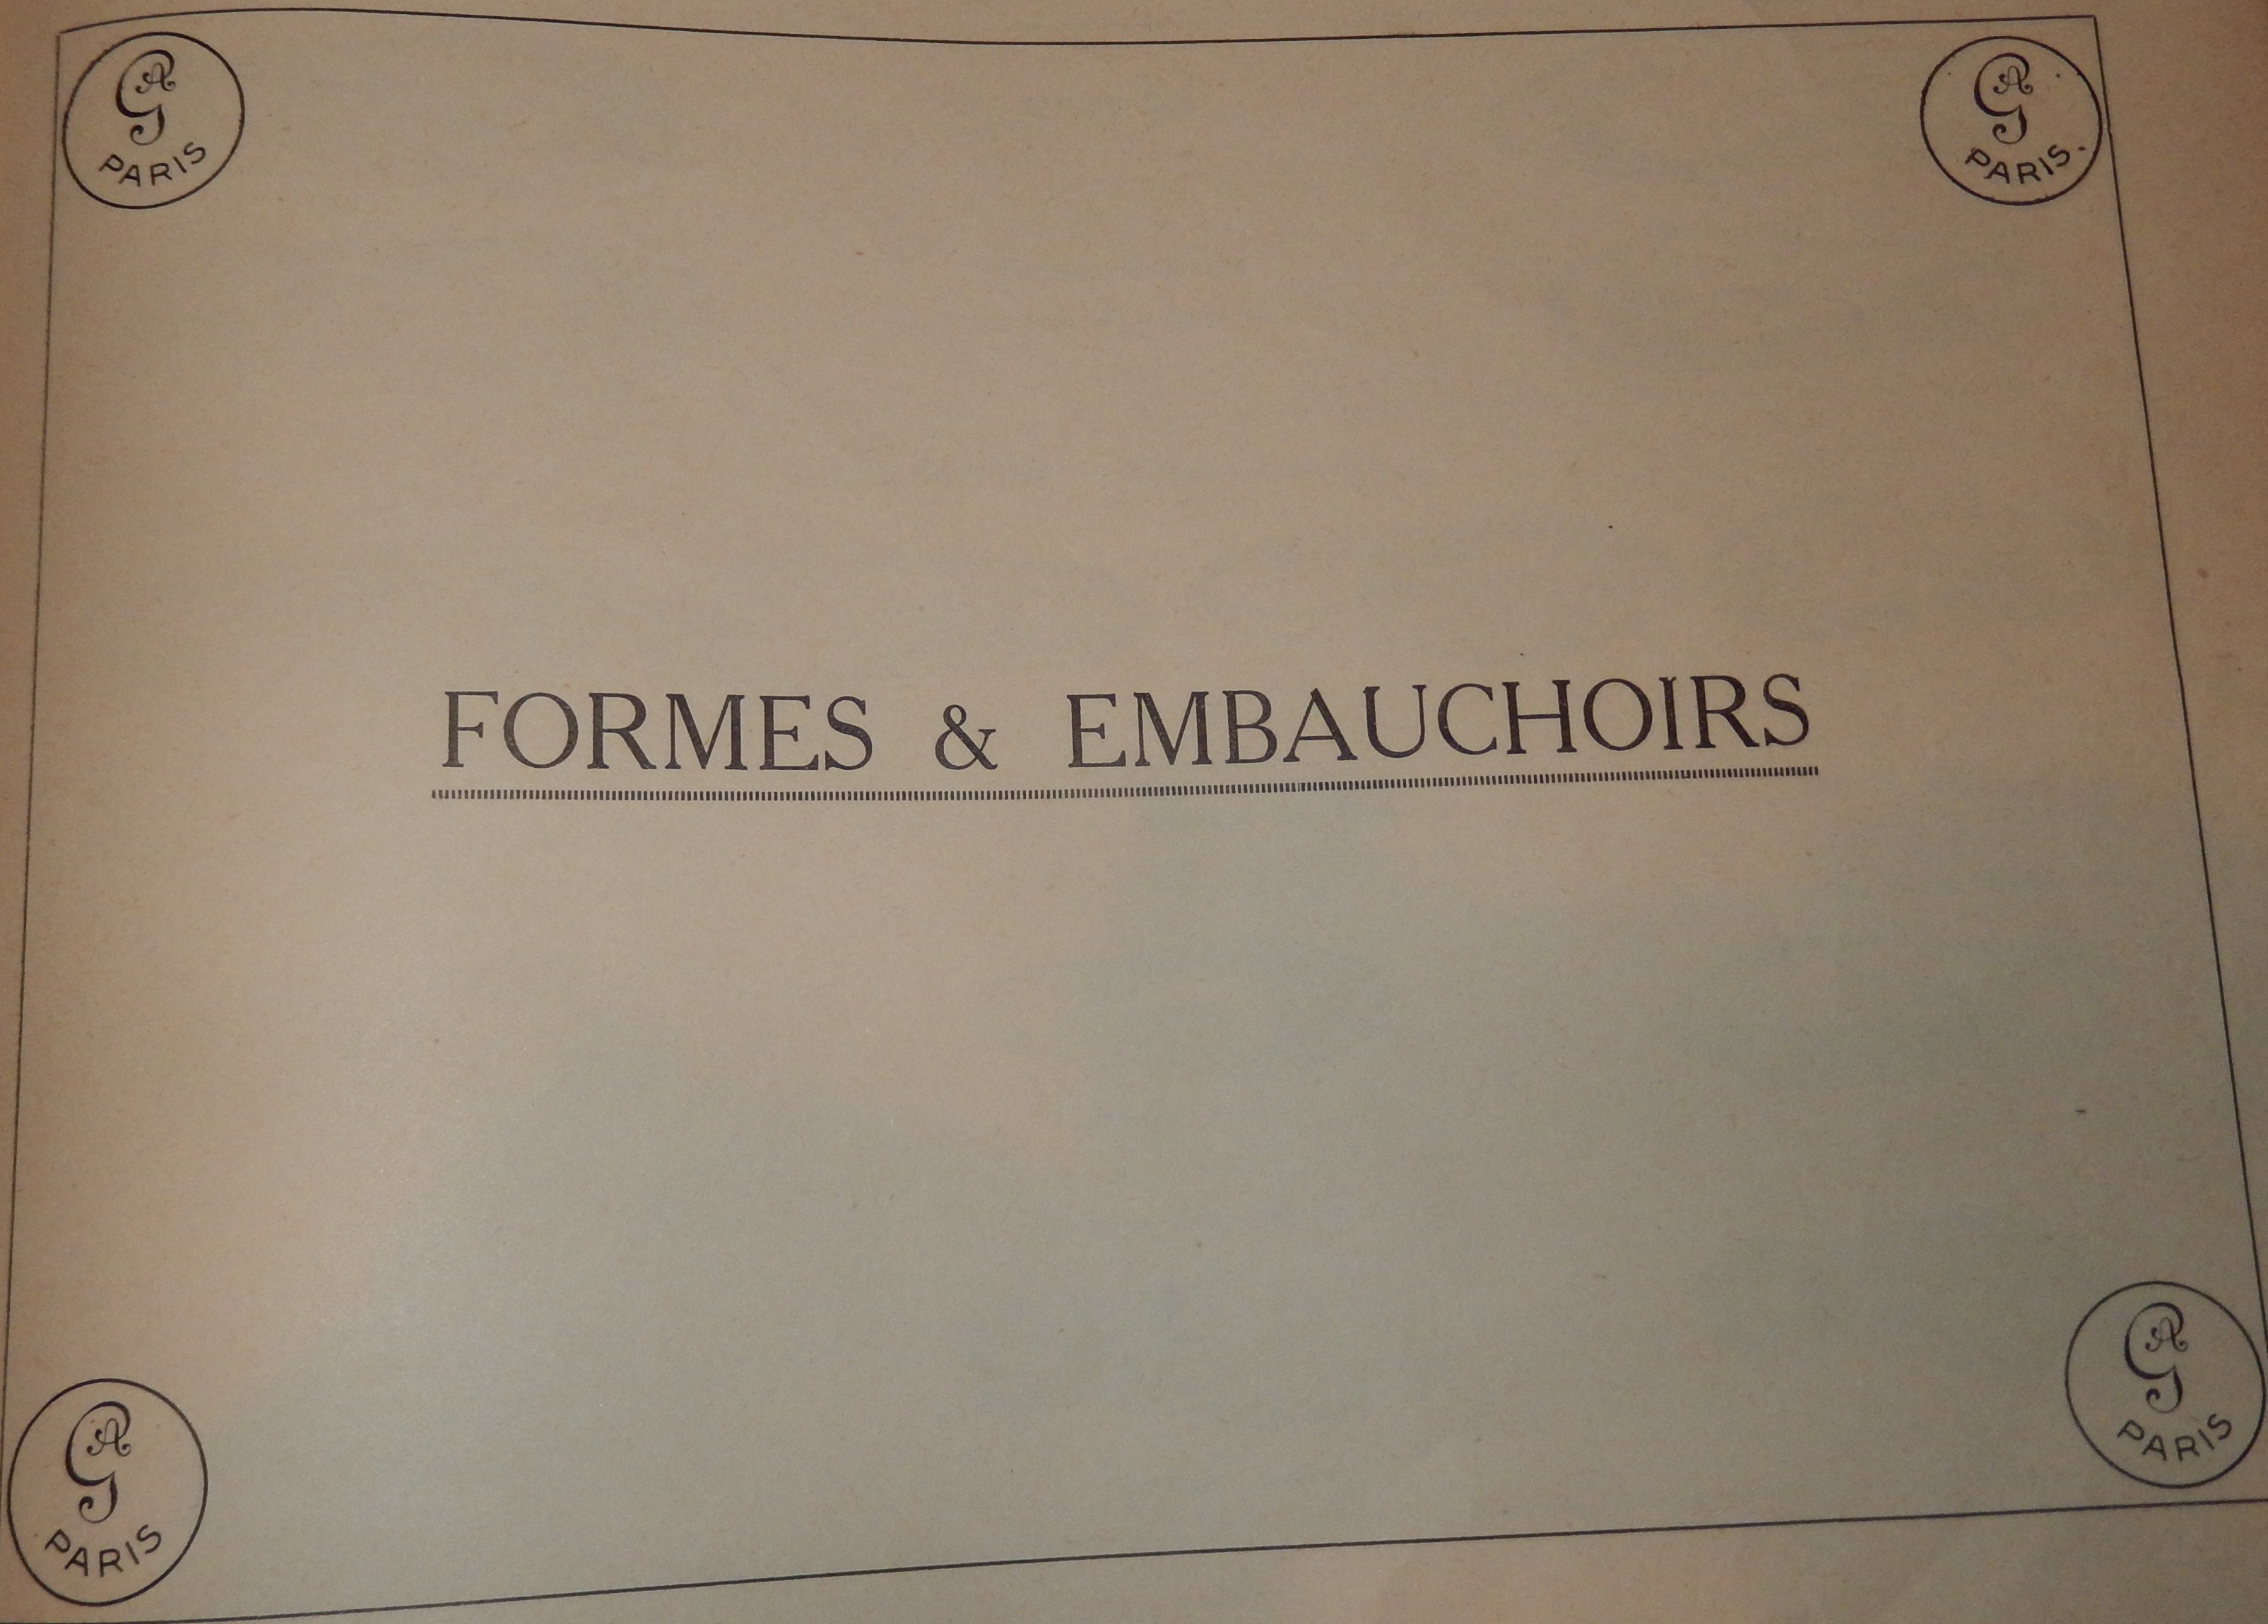 GA
PARIS
GA
PARIS.
FORMES & EMBAUCHOIRS
GA
PARIS
GA
PARIS